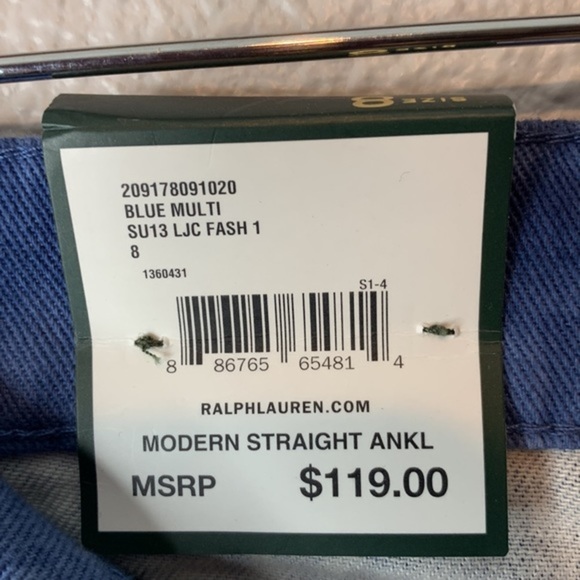 SIZE 8
209178091020
BLUE MULTI
SU13 LJC FASH 1
8
1360431
S1-4
8 86765 65481 4
RALPHLAUREN.COM
MODERN STRAIGHT ANKL
MSRP $119.00